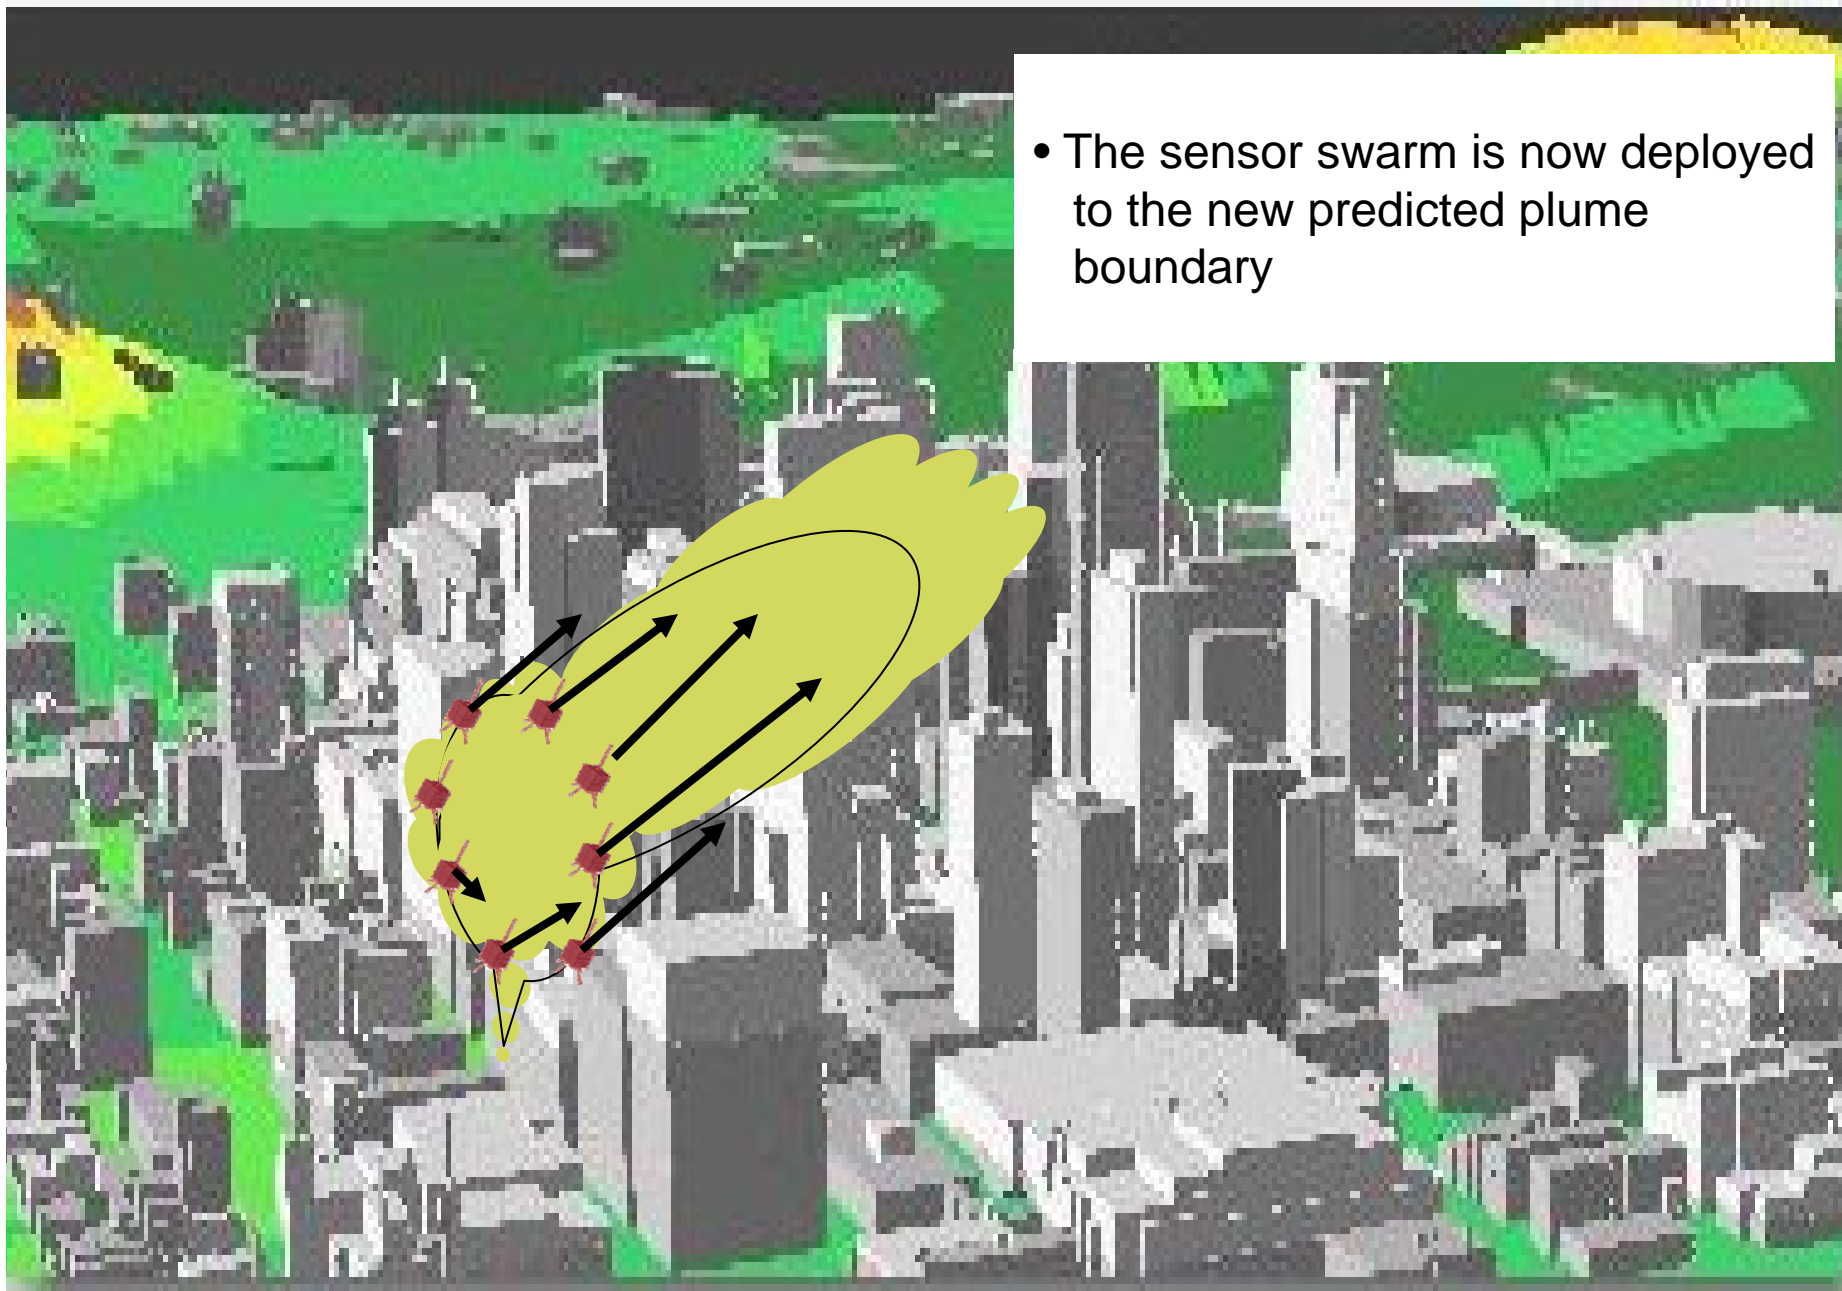 • The sensor swarm is now deployed
to the new predicted plume
boundary